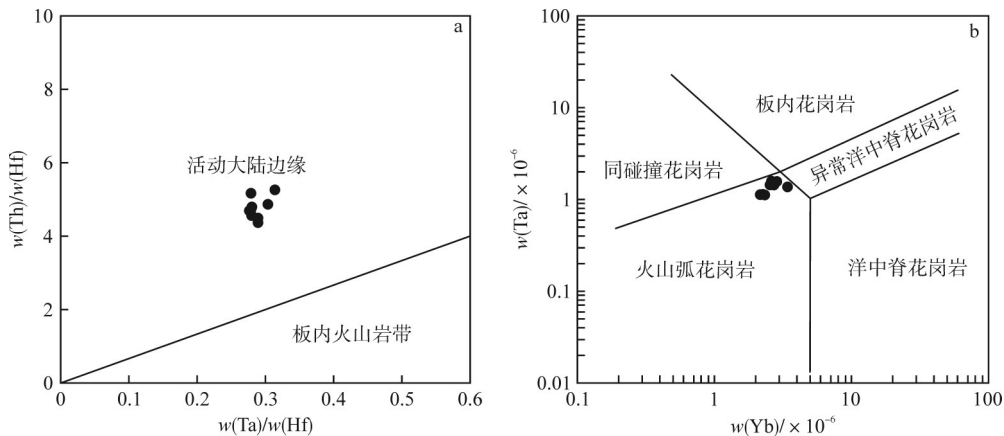 a
10
8
6
4
2
0
w(Th)/w(Hf)
活动大陆边缘
板内火山岩带
0 0.1 0.2 0.3 0.4 0.5 0.6
w(Ta)/w(Hf)
b
100
10
1
0.1
0.01
w(Ta)/×10⁻⁶
板内花岗岩
同碰撞花岗岩
异常洋中脊花岗岩
火山弧花岗岩
洋中脊花岗岩
0.1 1 10 100
w(Yb)/×10⁻⁶